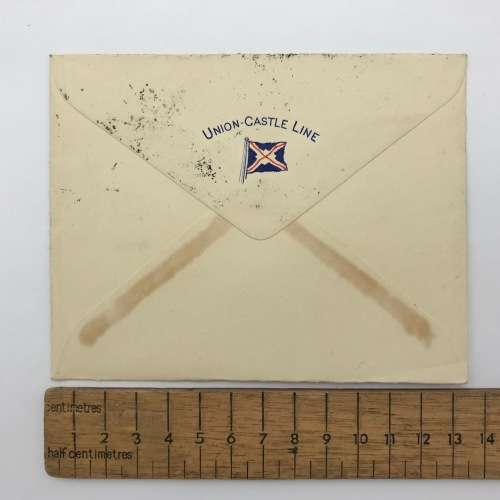 UNION-CASTLE LINE
centimetres
1 2 3 4 5 6 7 8 9 10 11 12 13 14
half centimetres